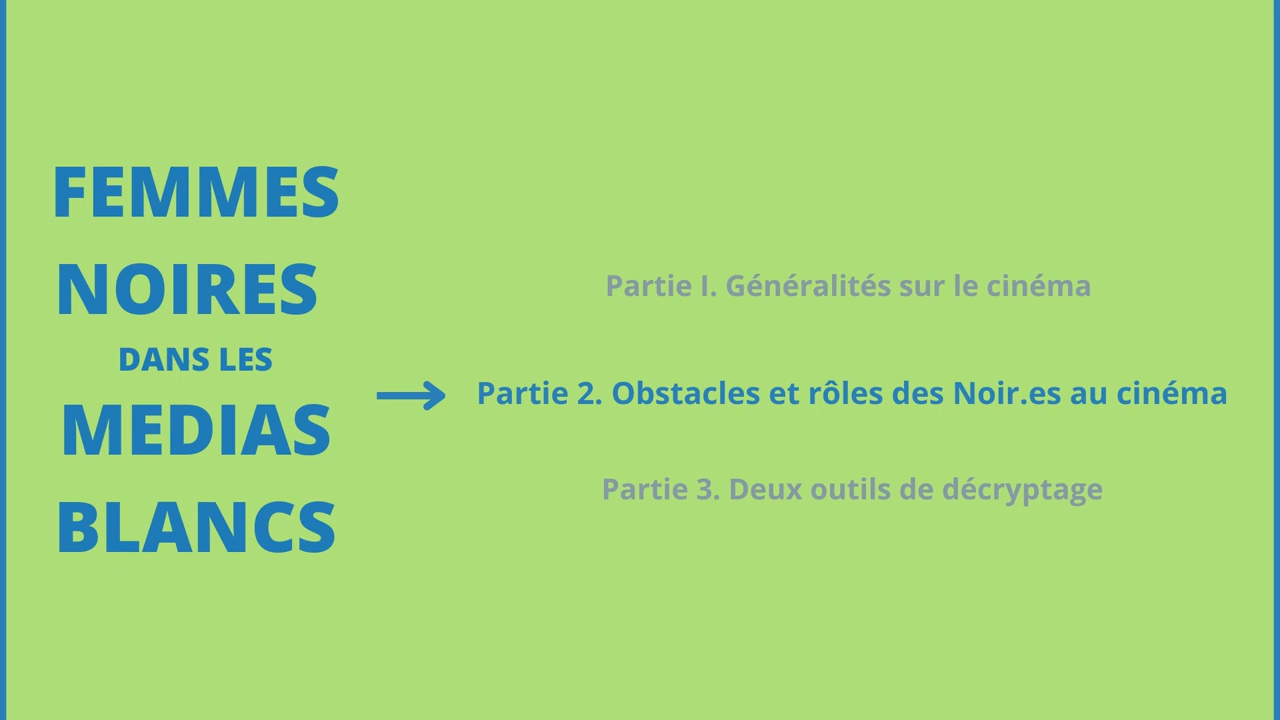 FEMMES
NOIRES
DANS LES
MEDIAS
BLANCS
Partie I. Généralités sur le cinéma
Partie 2. Obstacles et rôles des Noir.es au cinéma
Partie 3. Deux outils de décryptage